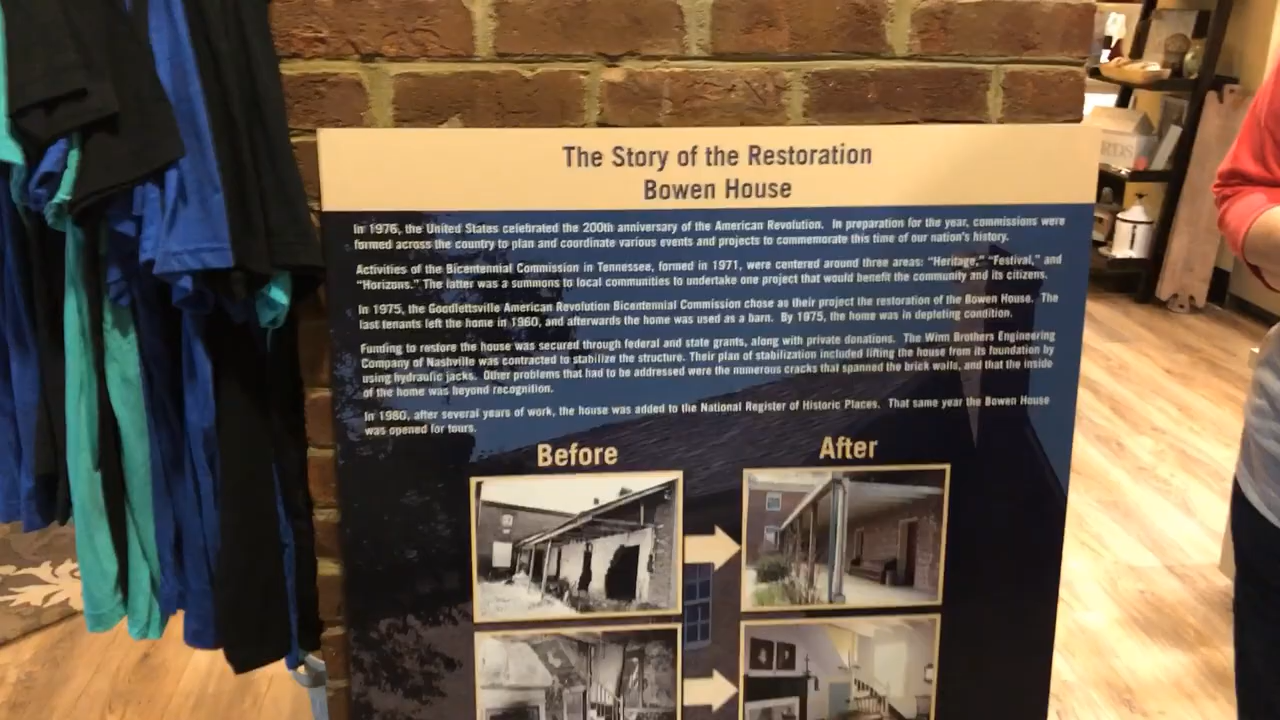 The Story of the Restoration
Bowen House
In 1976, the United States celebrated the 200th anniversary of the American Revolution. In preparation for the year, commissions were
formed across the country to plan and coordinate various events and projects to commemorate this time of our nation's history.
Activities of the Bicentennial Commission in Tennessee, formed in 1971, were centered around three areas: "Heritage," "Festival," and
"Horizons." The latter was a summons to local communities to undertake one project that would benefit the community and its citizens.
In 1975, the Goodlettsville American Revolution Bicentennial Commission chose as their project the restoration of the Bowen House. The
last tenants left the home in 1960, and afterwards the home was used as a barn. By 1975, the home was in depleting condition.
Funding to restore the house was secured through federal and state grants, along with private donations. The Winn Brothers Engineering
Company of Nashville was contracted to stabilize the structure. Their plan of stabilization included lifting the house from its foundation by
using hydraulic jacks. Other problems that had to be addressed were the numerous cracks that spanned the brick walls, and that the inside
of the home was beyond recognition.
In 1980, after several years of work, the house was added to the National Register of Historic Places. That same year the Bowen House
was opened for tours.
Before
After